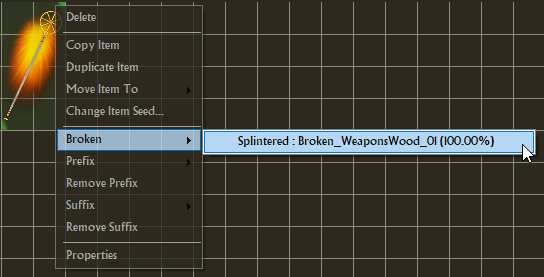 Delete
Copy Item
Duplicate Item
Move Item To
Change Item Seed...
Broken
Splintered : Broken_WeaponsWood_01 (100.00%)
Prefix
Remove Prefix
Suffix
Remove Suffix
Properties